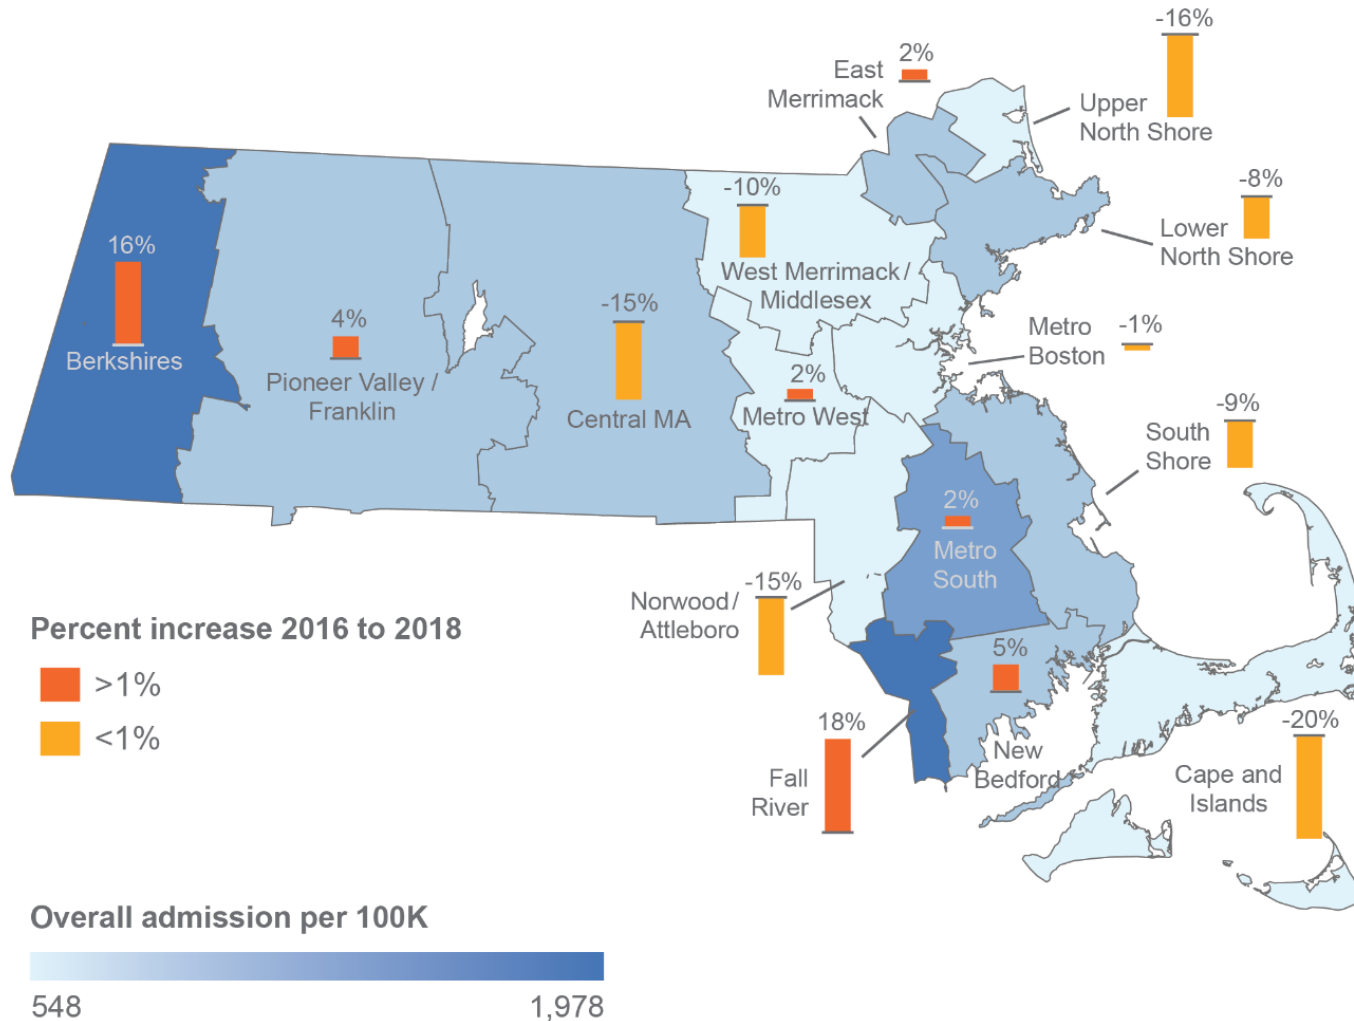 -16%
2%
East
Merrimack
Upper
North Shore
-10%
-8%
Lower
North Shore
16%
West Merrimack /
Middlesex
-15%
4%
Metro
Boston
-1%
Berkshires
Pioneer Valley /
Franklin
2%
Metro West
Central MA
-9%
South
Shore
2%
Metro
South
-15%
Norwood /
Attleboro
Percent increase 2016 to 2018
>1%
<1%
5%
18%
New
Bedford
Fall
River
-20%
Cape and
Islands
Overall admission per 100K
548
1,978